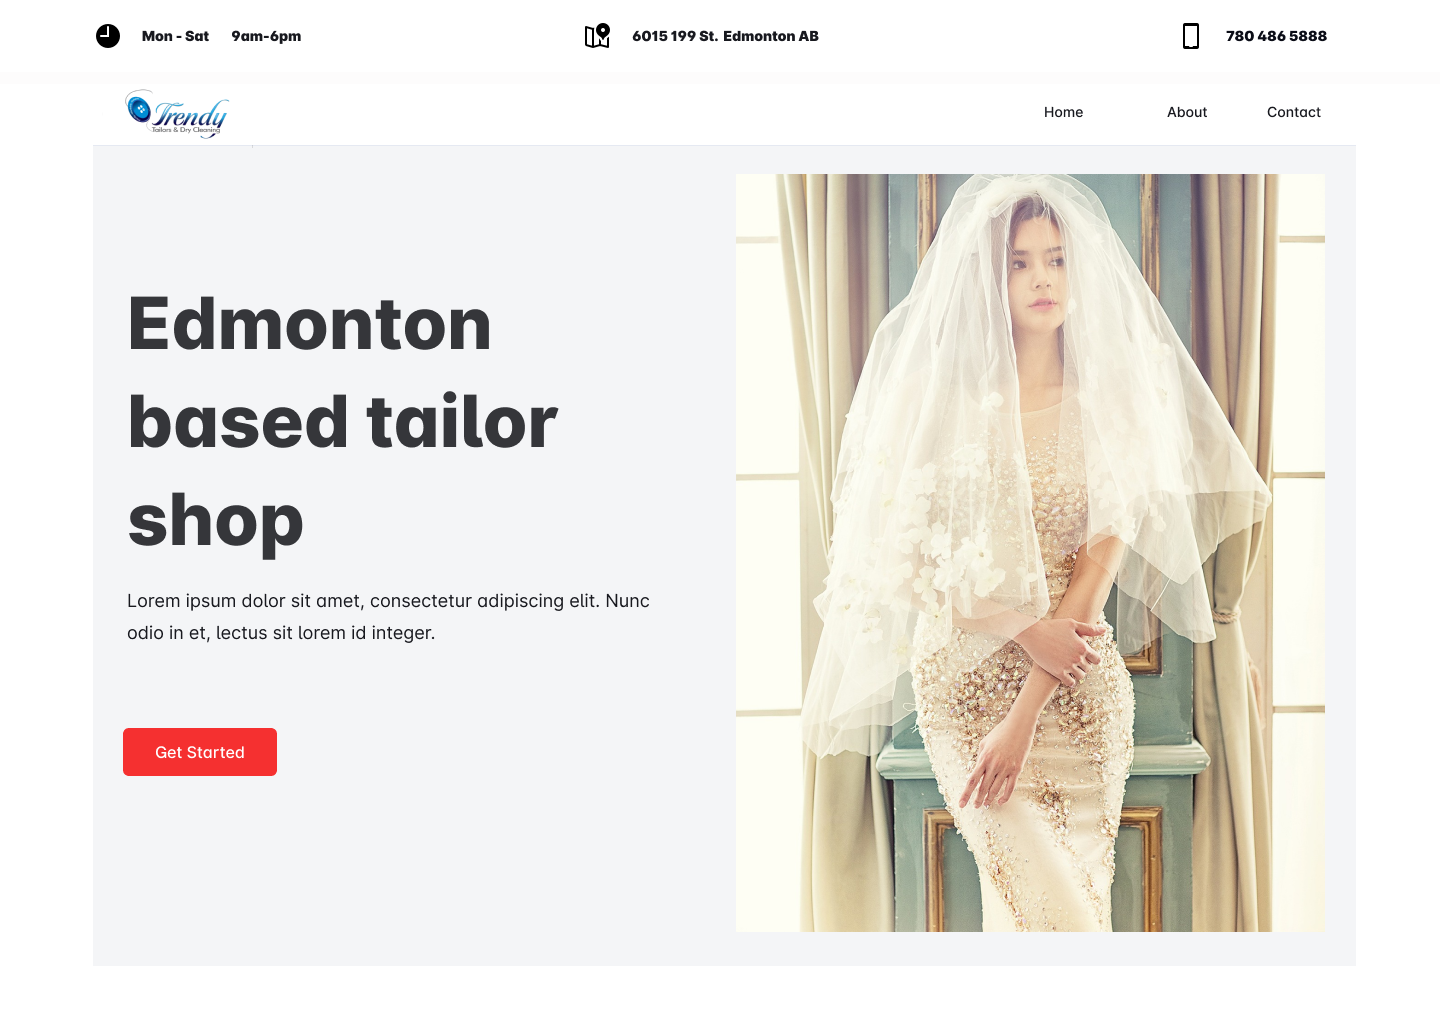 Mon - Sat 9am-6pm
6015 199 St. Edmonton AB
780 486 5888
Trendy
Tailors & Dry Cleaning
Home
About
Contact
Edmonton
based tailor
shop
Lorem ipsum dolor sit amet, consectetur adipiscing elit. Nunc
odio in et, lectus sit lorem id integer.
Get Started